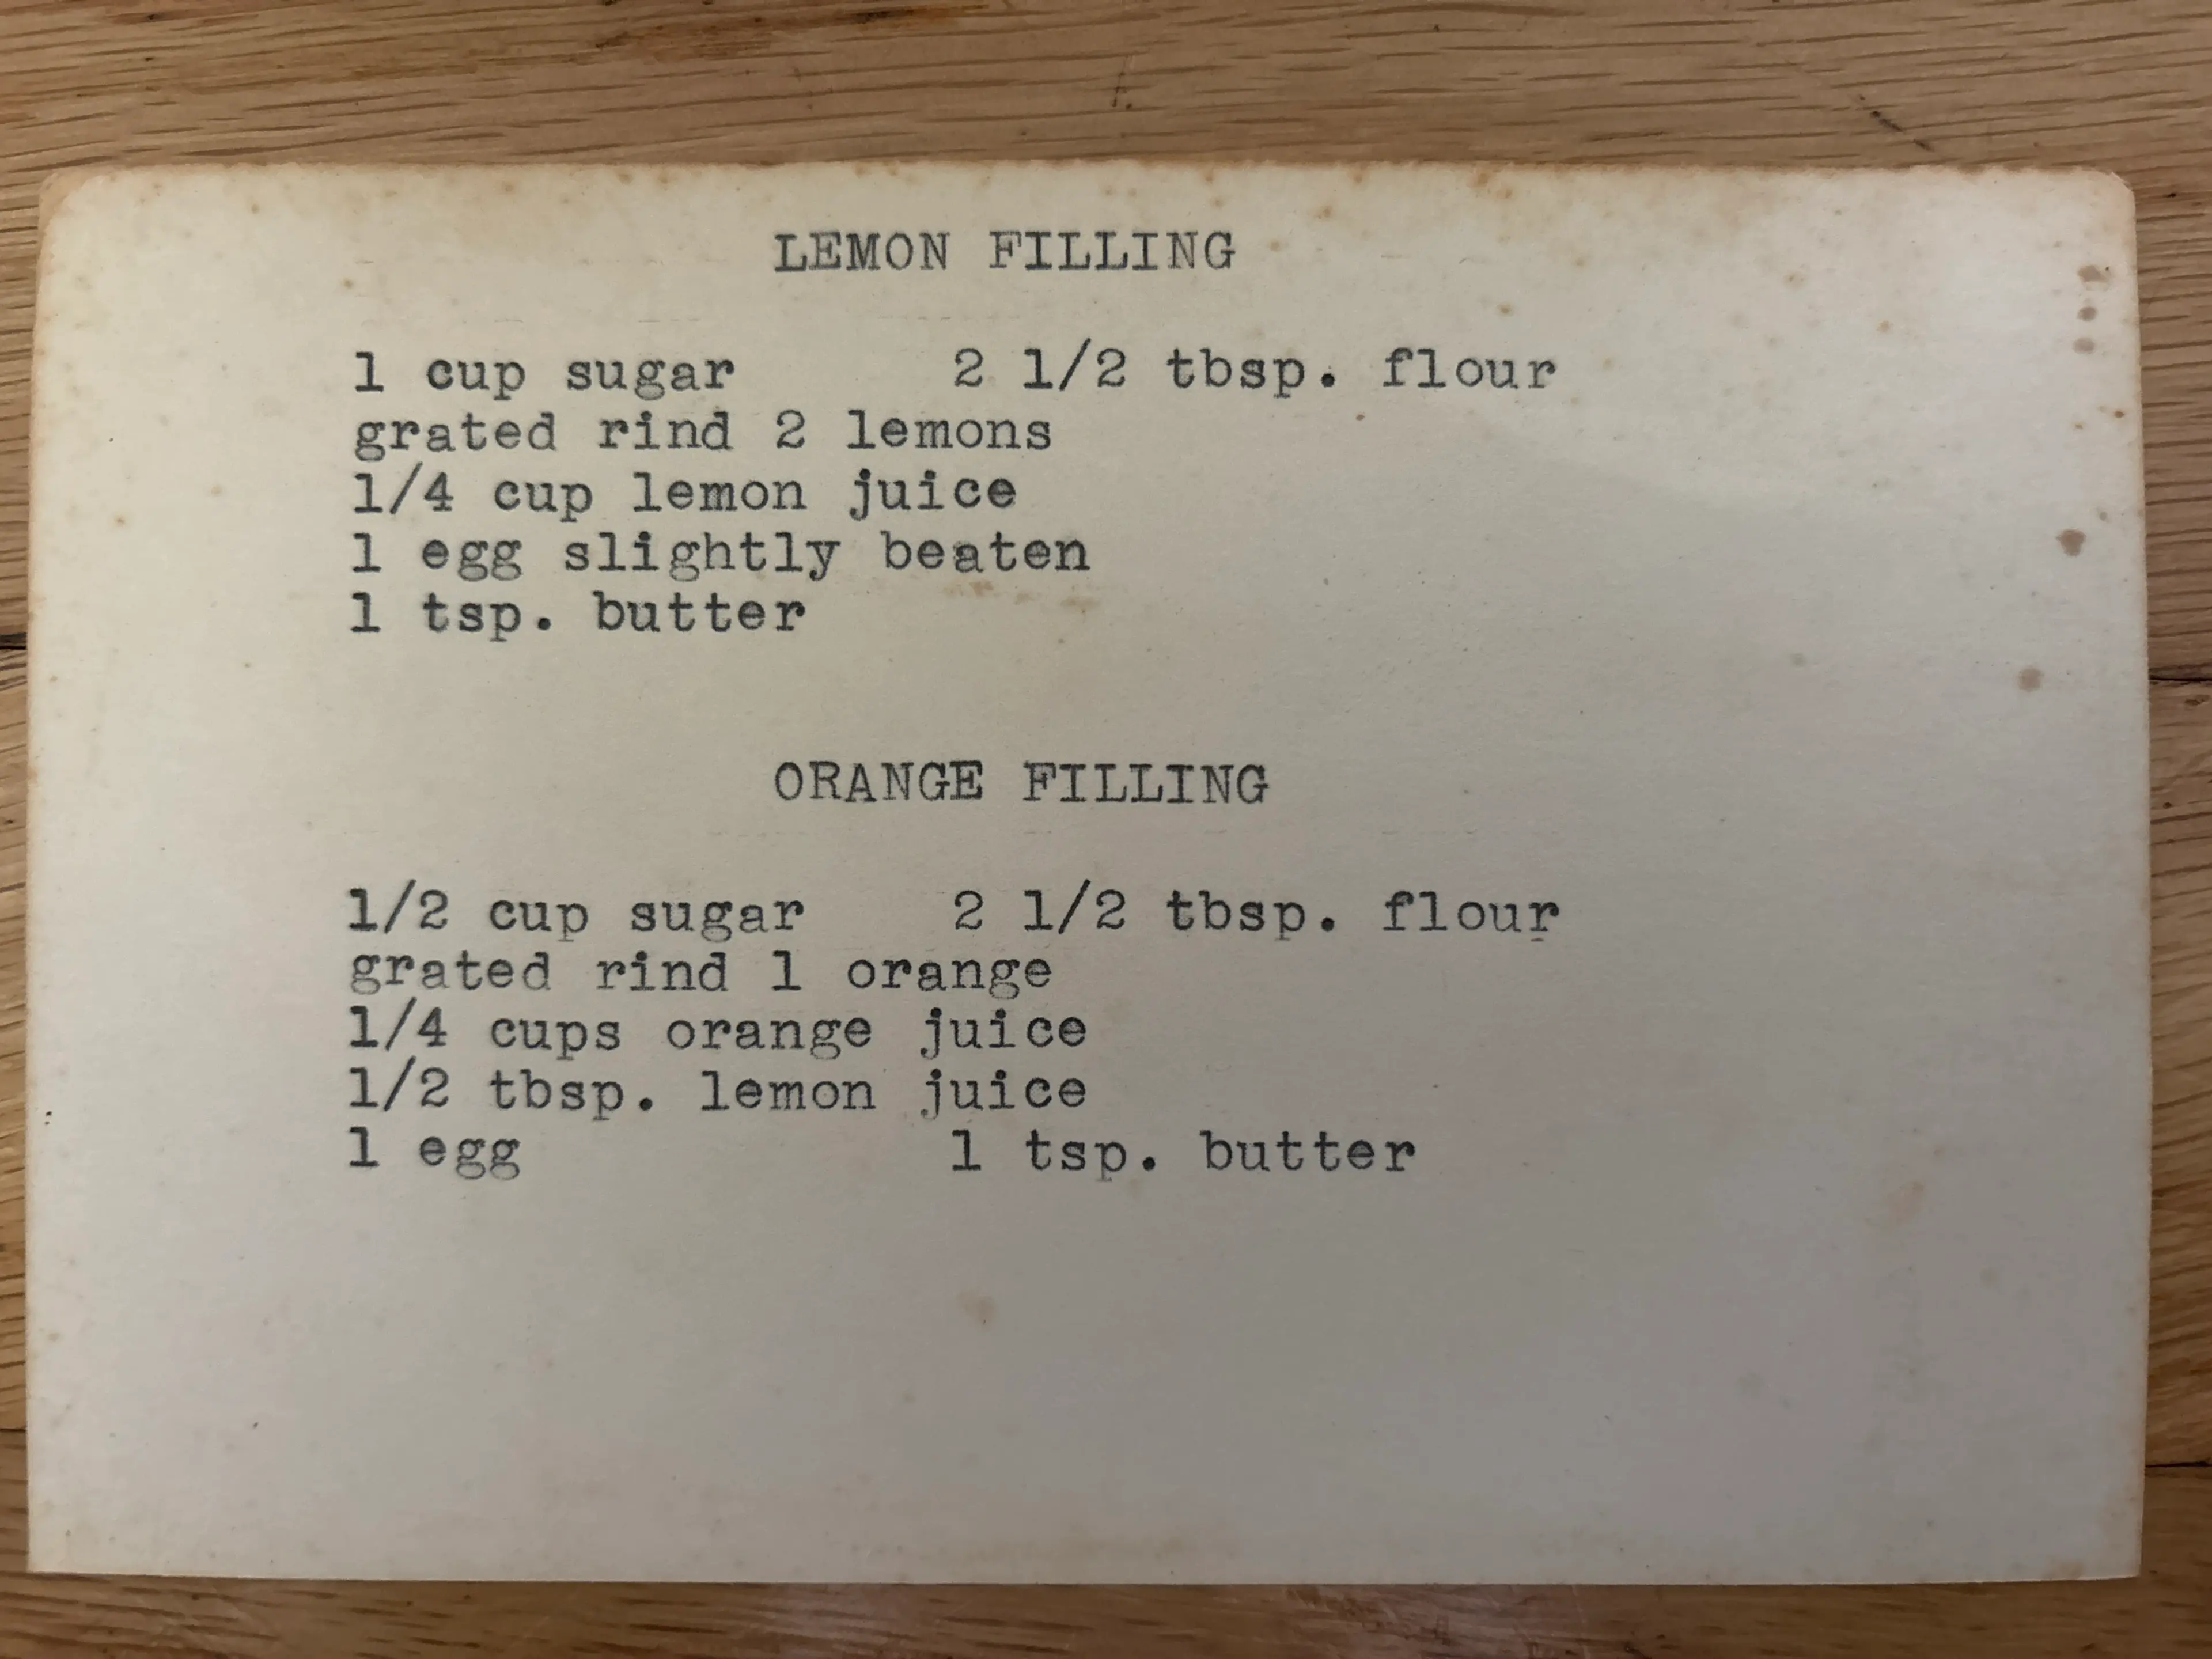 LEMON FILLING
1 cup sugar 2 1/2 tbsp. flour
grated rind 2 lemons
1/4 cup lemon juice
1 egg slightly beaten
1 tsp. butter
ORANGE FILLING
1/2 cup sugar 2 1/2 tbsp. flour
grated rind 1 orange
1/4 cups orange juice
1/2 tbsp. lemon juice
1 egg 1 tsp. butter